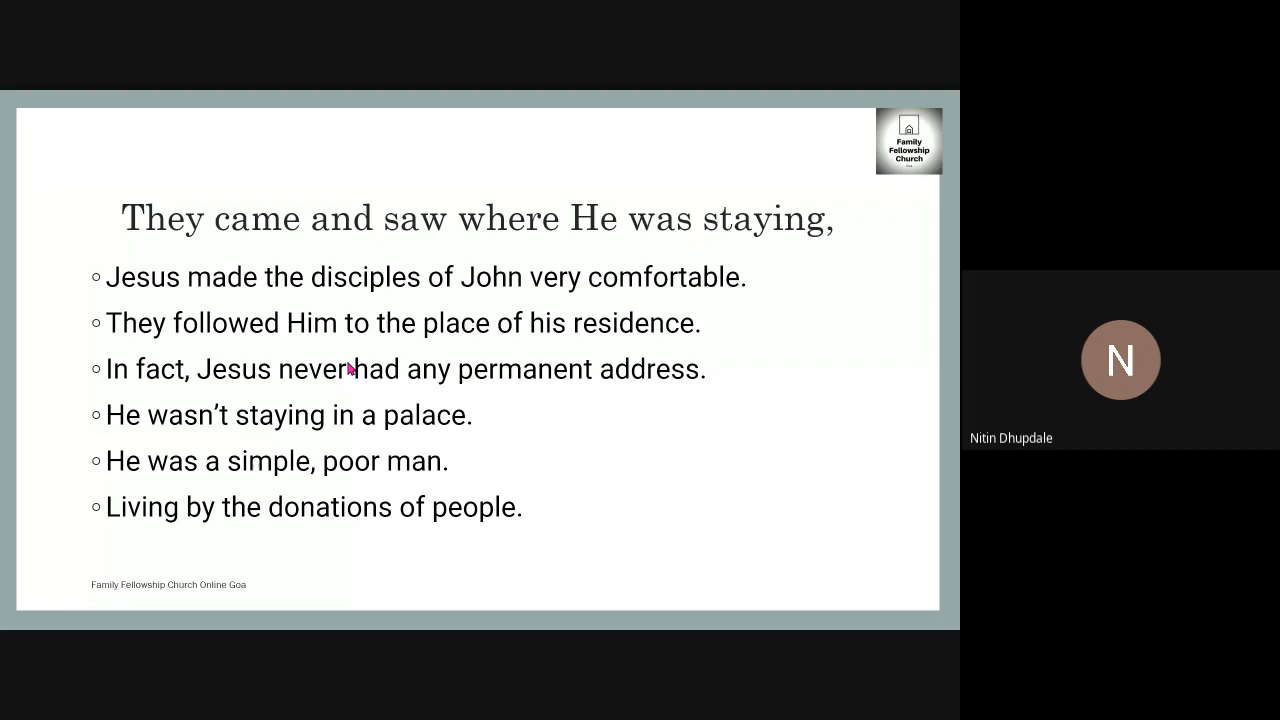 Family
Fellowship
Church
They came and saw where He was staying,
Jesus made the disciples of John very comfortable.
They followed Him to the place of his residence.
In fact, Jesus never had any permanent address.
He wasn’t staying in a palace.
He was a simple, poor man.
Living by the donations of people.
Family Fellowship Church Online Goa
N
Nitin Dhupdale